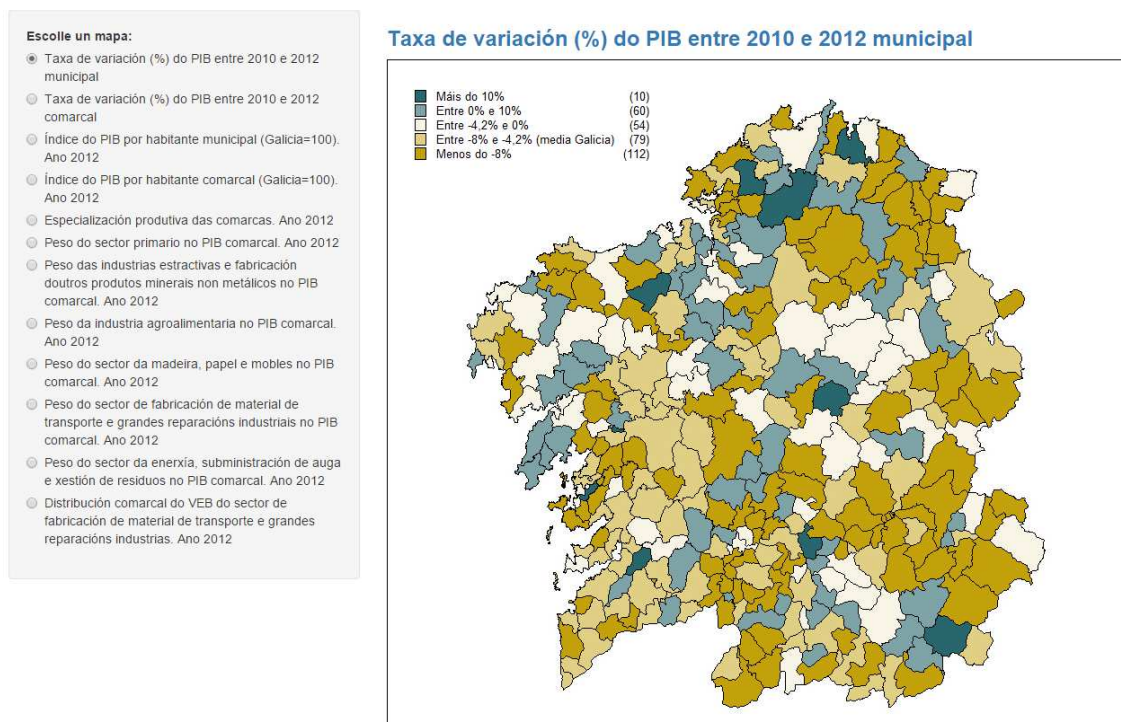 Escolle un mapa:
Taxa de variación (%) do PIB entre 2010 e 2012
municipal
Taxa de variación (%) do PIB entre 2010 e 2012
comarcal
Índice do PIB por habitante municipal (Galicia=100).
Ano 2012
Índice do PIB por habitante comarcal (Galicia=100).
Ano 2012
Especialización produtiva das comarcas. Ano 2012
Peso do sector primario no PIB comarcal. Ano 2012
Peso das industrias estractivas e fabricación
doutros produtos minerais non metálicos no PIB
comarcal. Ano 2012
Peso da industria agroalimentaria no PIB comarcal.
Ano 2012
Peso do sector da madeira, papel e mobles no PIB
comarcal. Ano 2012
Peso do sector de fabricación de material de
transporte e grandes reparacións industriais no PIB
comarcal. Ano 2012
Peso do sector da enerxía, subministración de auga
e xestión de residuos no PIB comarcal. Ano 2012
Distribución comarcal do VEB do sector de
fabricación de material de transporte e grandes
reparacións industrias. Ano 2012
Taxa de variación (%) do PIB entre 2010 e 2012 municipal
Máis do 10% (10)
Entre 0% e 10% (60)
Entre -4,2% e 0% (54)
Entre -8% e -4,2% (media Galicia) (79)
Menos do -8% (112)